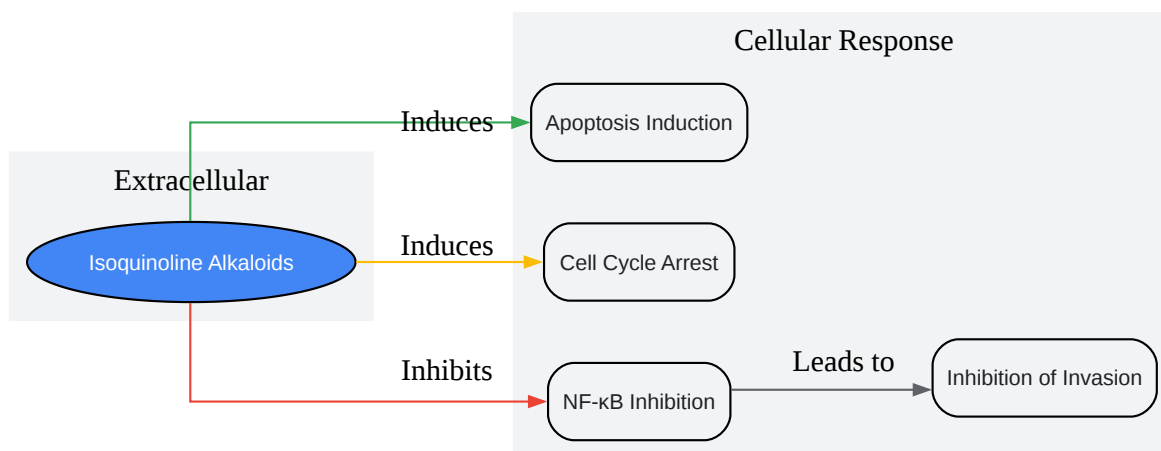 Cellular Response
Induces
Apoptosis Induction
Extracellular
Isoquinoline Alkaloids
Induces
Cell Cycle Arrest
Inhibits
NF-κB Inhibition
Leads to
Inhibition of Invasion